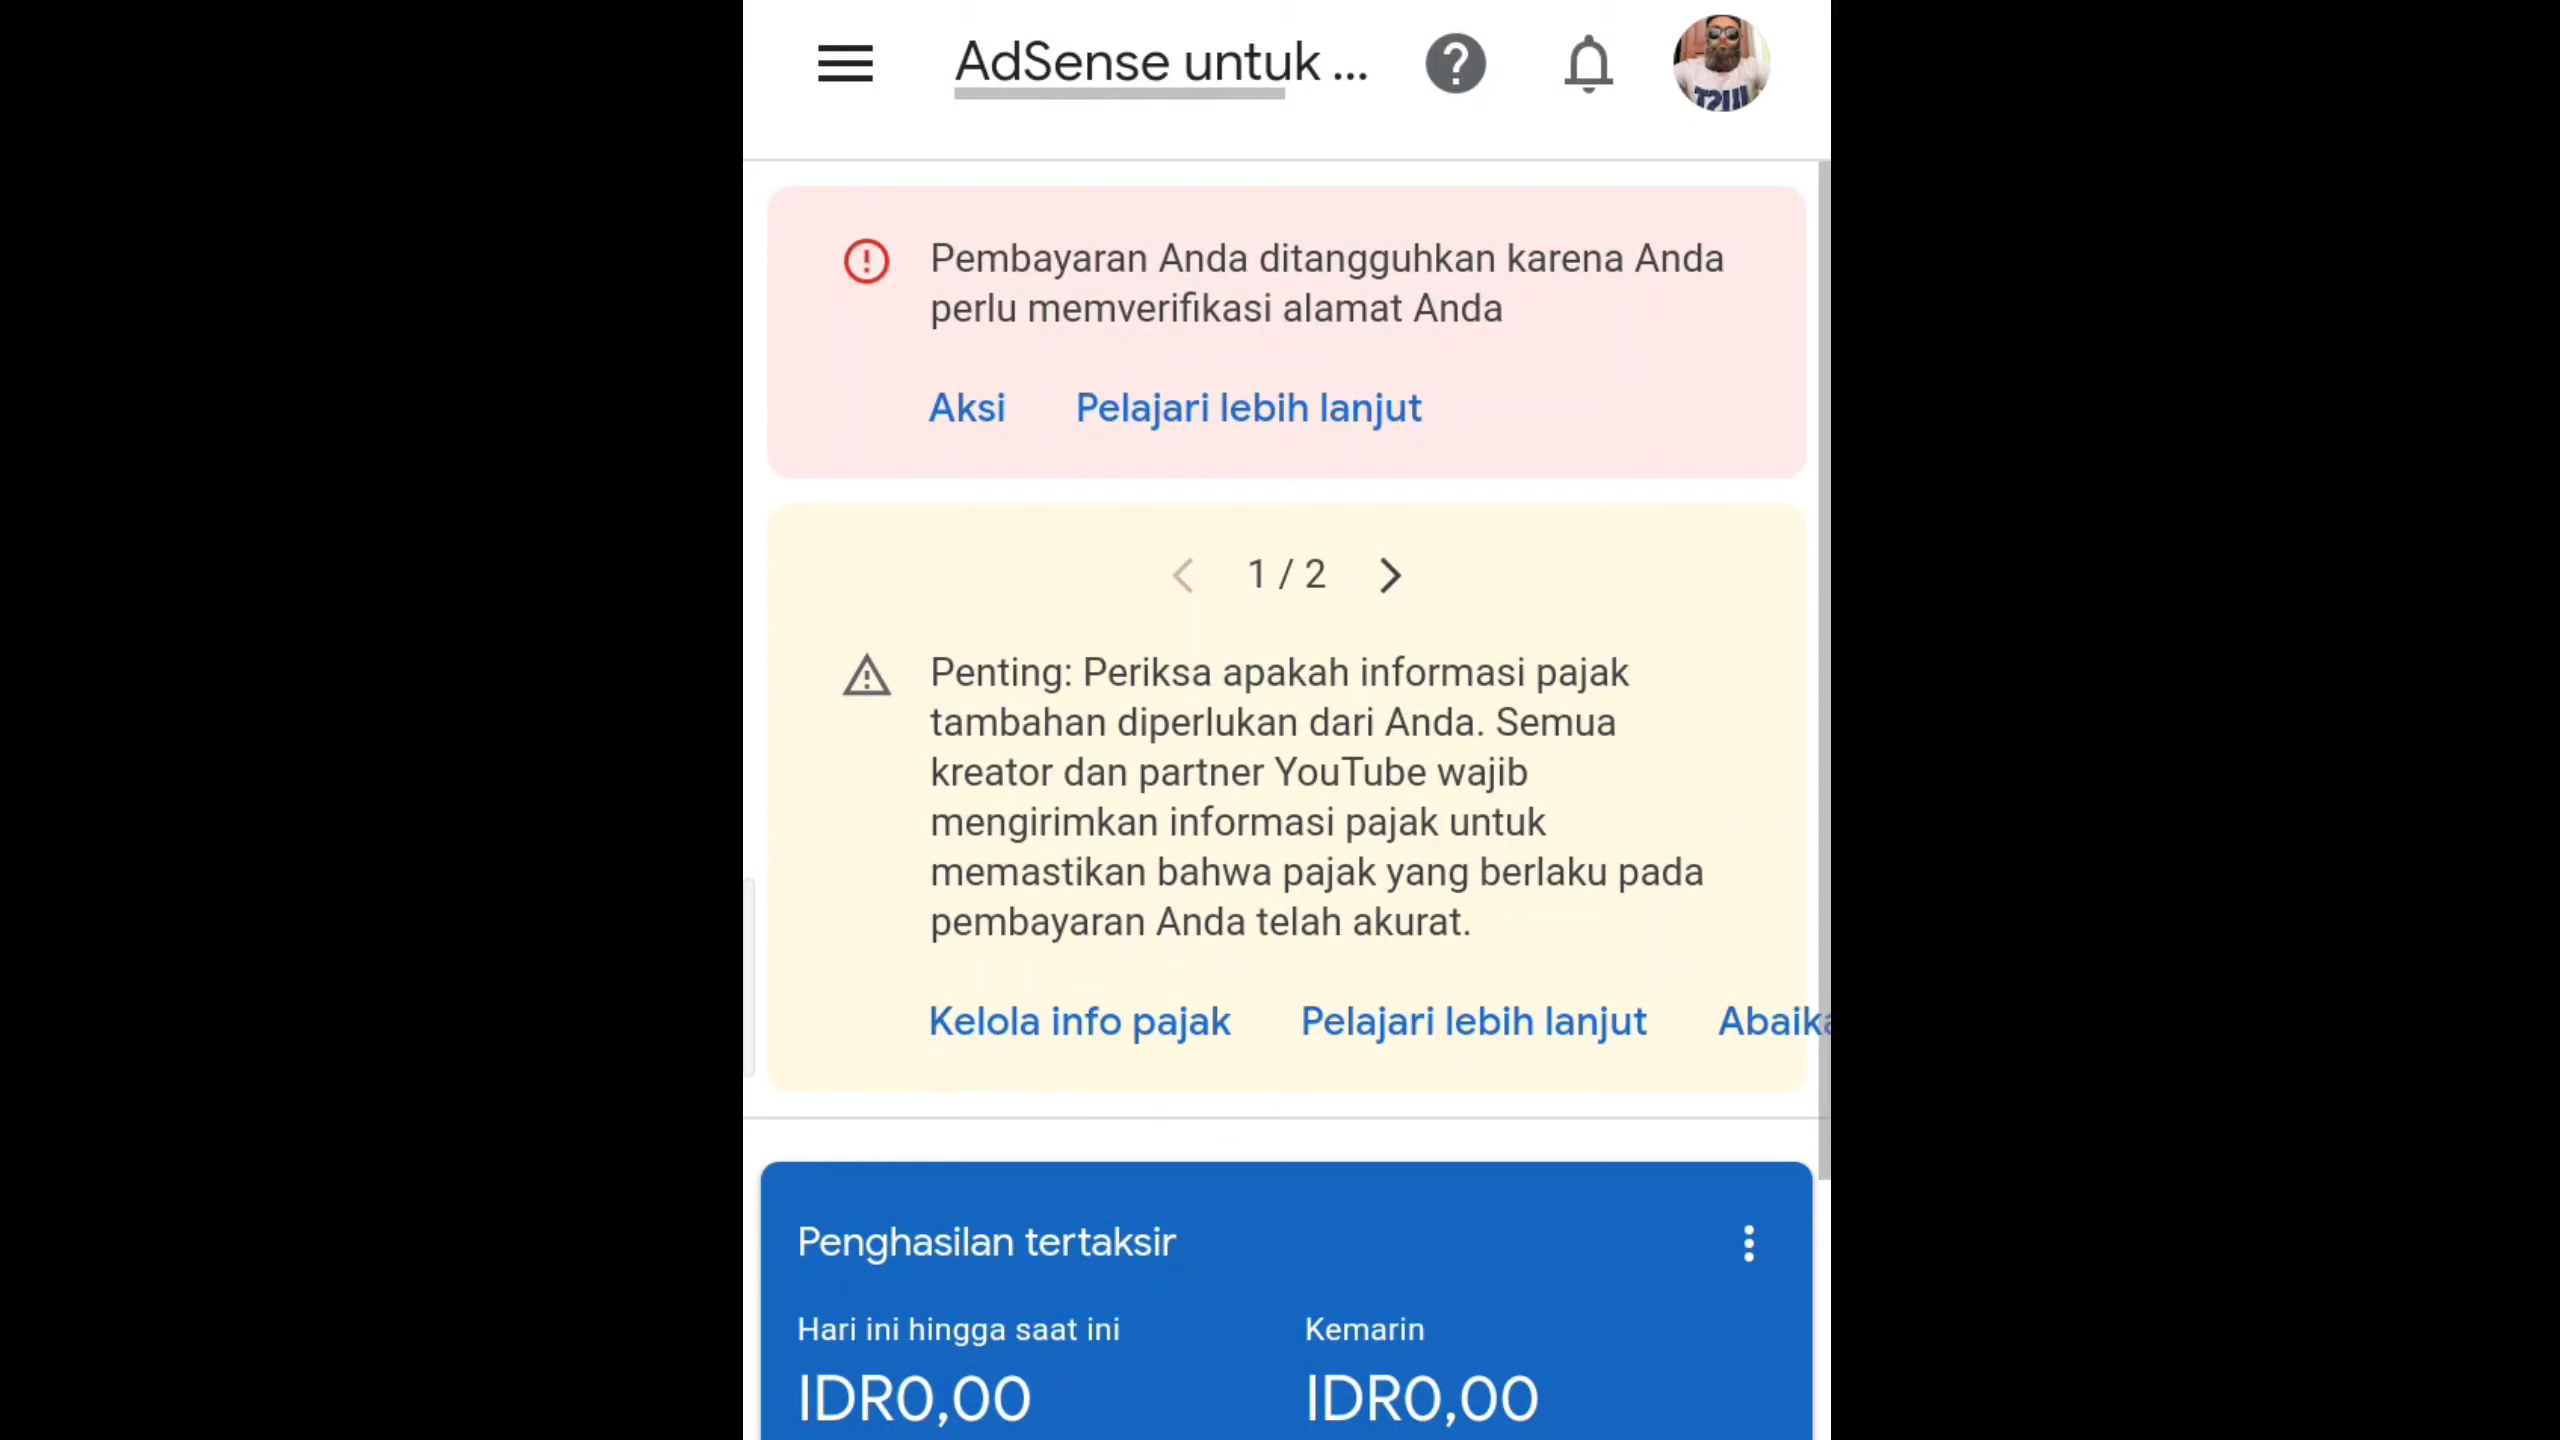 AdSense untuk ...
Pembayaran Anda ditangguhkan karena Anda
perlu memverifikasi alamat Anda
Aksi Pelajari lebih lanjut
1 / 2
Penting: Periksa apakah informasi pajak
tambahan diperlukan dari Anda. Semua
kreator dan partner YouTube wajib
mengirimkan informasi pajak untuk
memastikan bahwa pajak yang berlaku pada
pembayaran Anda telah akurat.
Kelola info pajak Pelajari lebih lanjut Abaika
Penghasilan tertaksir
Hari ini hingga saat ini Kemarin
IDR0,00 IDR0,00